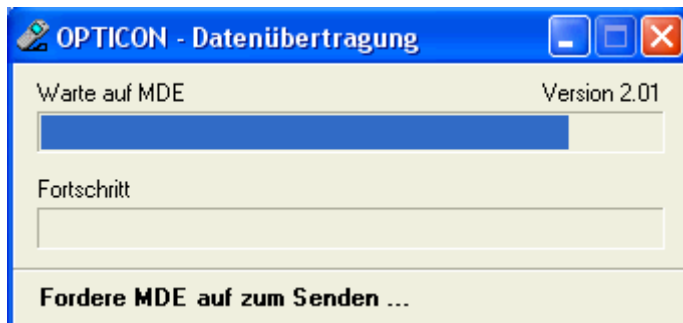 OPTICON - Datenübertragung
Warte auf MDE Version 2.01
Fortschritt
Fordere MDE auf zum Senden ...